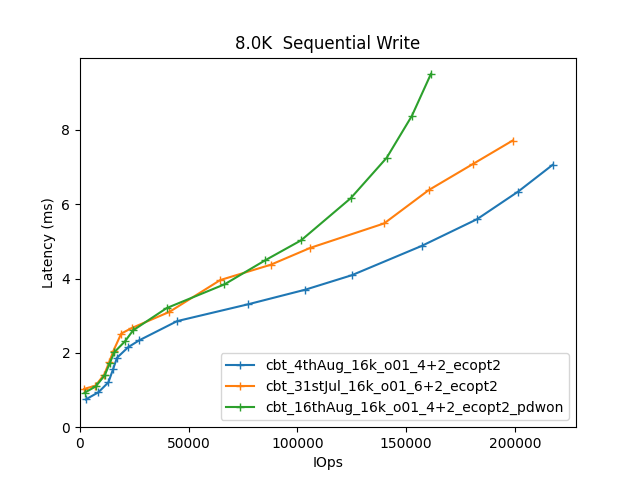 8.0K  Sequential Write
Latency (ms)
8
6
4
2
0
0 50000 100000 150000 200000
IOps
cbt_4thAug_16k_o01_4+2_ecopt2
cbt_31stJul_16k_o01_6+2_ecopt2
cbt_16thAug_16k_o01_4+2_ecopt2_pdwon